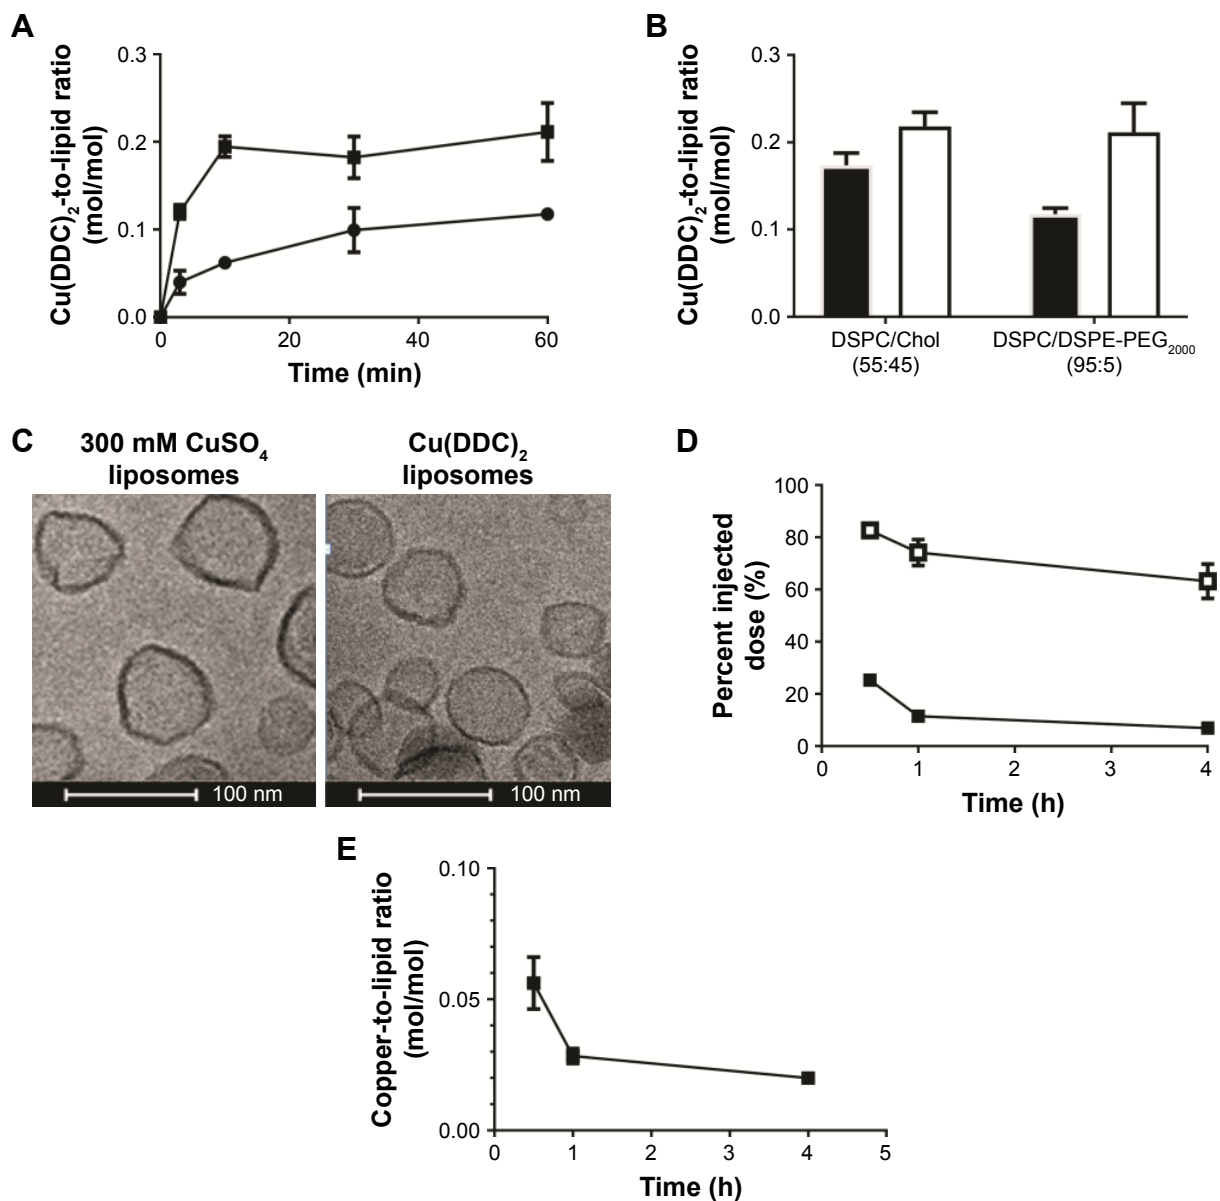 A
Cu(DDC)2-to-lipid ratio
(mol/mol)
0.3
0.2
0.1
0.0
0
20
40
60
Time (min)
B
Cu(DDC)2-to-lipid ratio
(mol/mol)
0.3
0.2
0.1
0.0
DSPC/Chol
(55:45)
DSPC/DSPE-PEG2000
(95:5)
C
300 mM CuSO4
liposomes
Cu(DDC)2
liposomes
100 nm
100 nm
D
Percent injected
dose (%)
100
80
60
40
20
0
0
1
2
3
4
Time (h)
E
Copper-to-lipid ratio
(mol/mol)
0.10
0.05
0.00
0
1
2
3
4
5
Time (h)